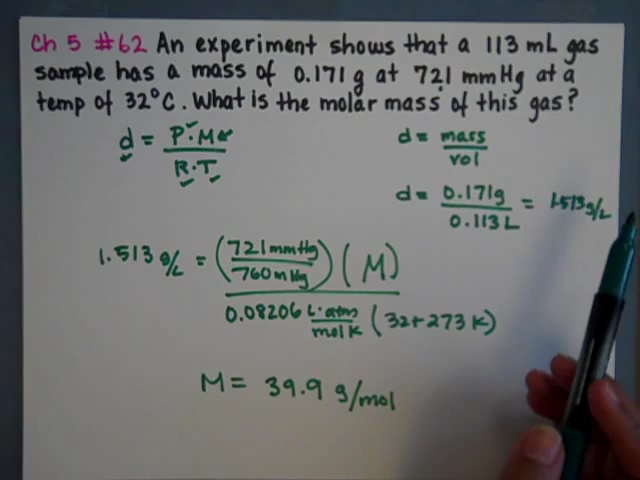 Ch 5 #62 An experiment shows that a 113 mL gas
sample has a mass of 0.171 g at 721 mmHg at a
temp of 32°C. What is the molar mass of this gas?
d = P·M / R·T
d = mass / vol
d = 0.171g / 0.113L = 1.513 g/L
1.513 g/L = (721 mmHg / 760 mHg) (M) / 0.08206 L·atm / mol K (32+273 K)
M = 39.9 g/mol